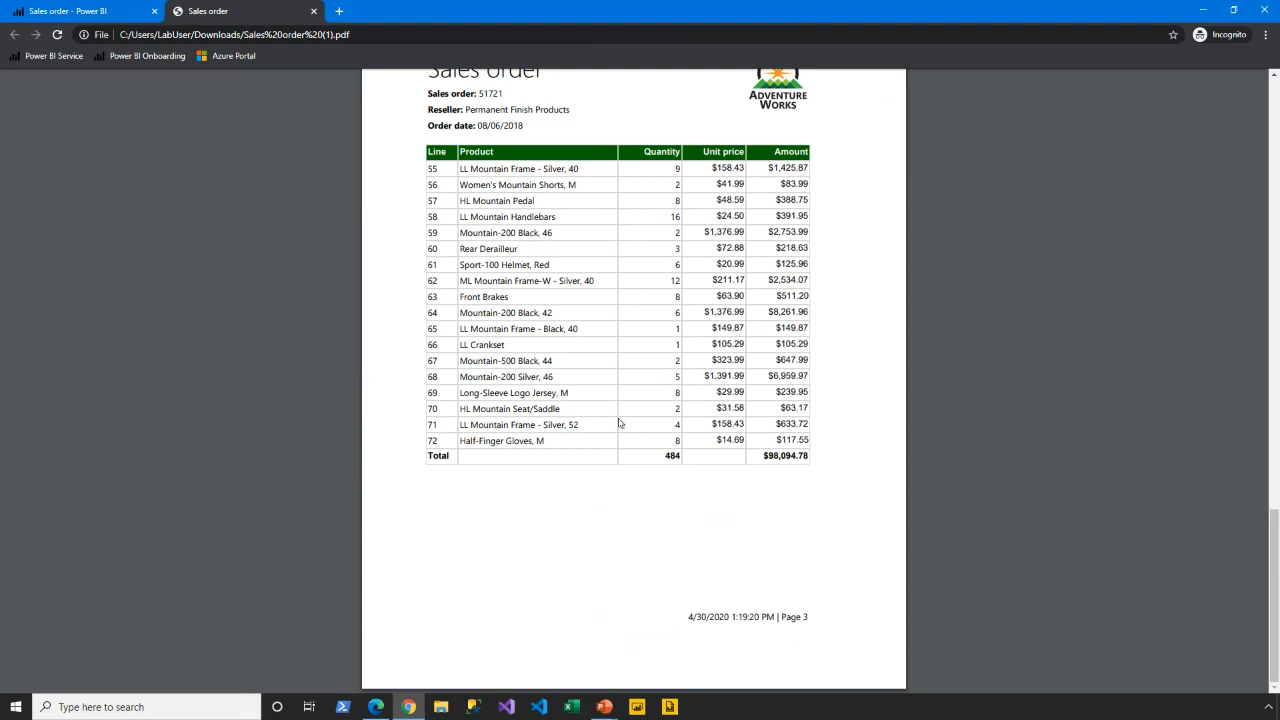 Sales order - Power BI
Sales order
File C:/Users/LabUser/Downloads/Sales%20order%20(1).pdf
Incognito
Power BI Service Power BI Onboarding Azure Portal
Sales order
Sales order: 51721
Reseller: Permanent Finish Products
Order date: 08/06/2018
ADVENTURE
WORKS
Line Product Quantity Unit price Amount
55 LL Mountain Frame - Silver, 40 9 $158.43 $1,425.87
56 Women's Mountain Shorts, M 2 $41.99 $83.99
57 HL Mountain Pedal 8 $48.59 $388.75
58 LL Mountain Handlebars 16 $24.50 $391.95
59 Mountain-200 Black, 46 2 $1,376.99 $2,753.99
60 Rear Derailleur 3 $72.88 $218.63
61 Sport-100 Helmet, Red 6 $20.99 $125.96
62 ML Mountain Frame-W - Silver, 40 12 $211.17 $2,534.07
63 Front Brakes 8 $63.90 $511.20
64 Mountain-200 Black, 42 6 $1,376.99 $8,261.96
65 LL Mountain Frame - Black, 40 1 $149.87 $149.87
66 LL Crankset 1 $105.29 $105.29
67 Mountain-500 Black, 44 2 $323.99 $647.99
68 Mountain-200 Silver, 46 5 $1,391.99 $6,959.97
69 Long-Sleeve Logo Jersey, M 8 $29.99 $239.95
70 HL Mountain Seat/Saddle 2 $31.58 $63.17
71 LL Mountain Frame - Silver, 52 4 $158.43 $633.72
72 Half-Finger Gloves, M 8 $14.69 $117.55
Total 484 $98,094.78
4/30/2020 1:19:20 PM | Page 3
Type here to search